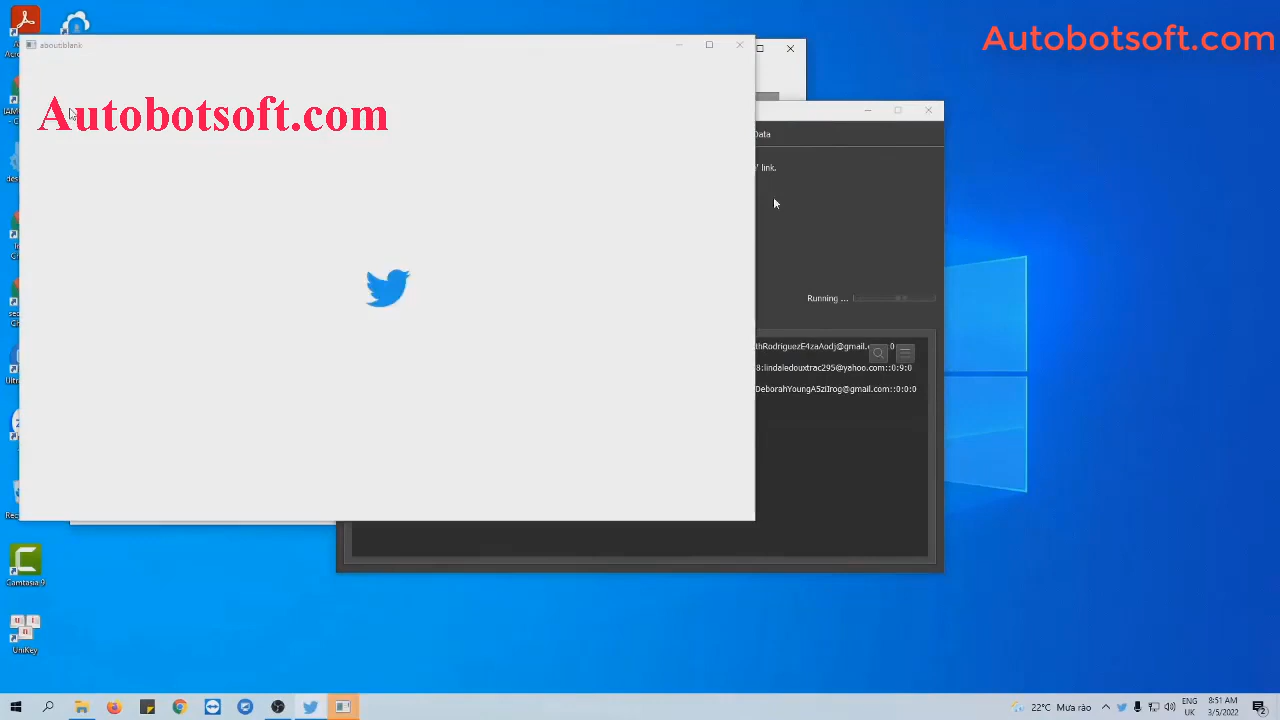 Autobotsoft.com
about:blank
Autobotsoft.com
Data
link.
Running ...
thRodriguezE4zaAodj@gmail.c 0
8:lindaledouxtrac295@yahoo.com::0:9:0
DeborahYoungA5ziIrog@gmail.com::0:0:0
Camtasia 9
UniKey
22°C Mưa rào
ENG
UK
8:51 AM
3/5/2022
2